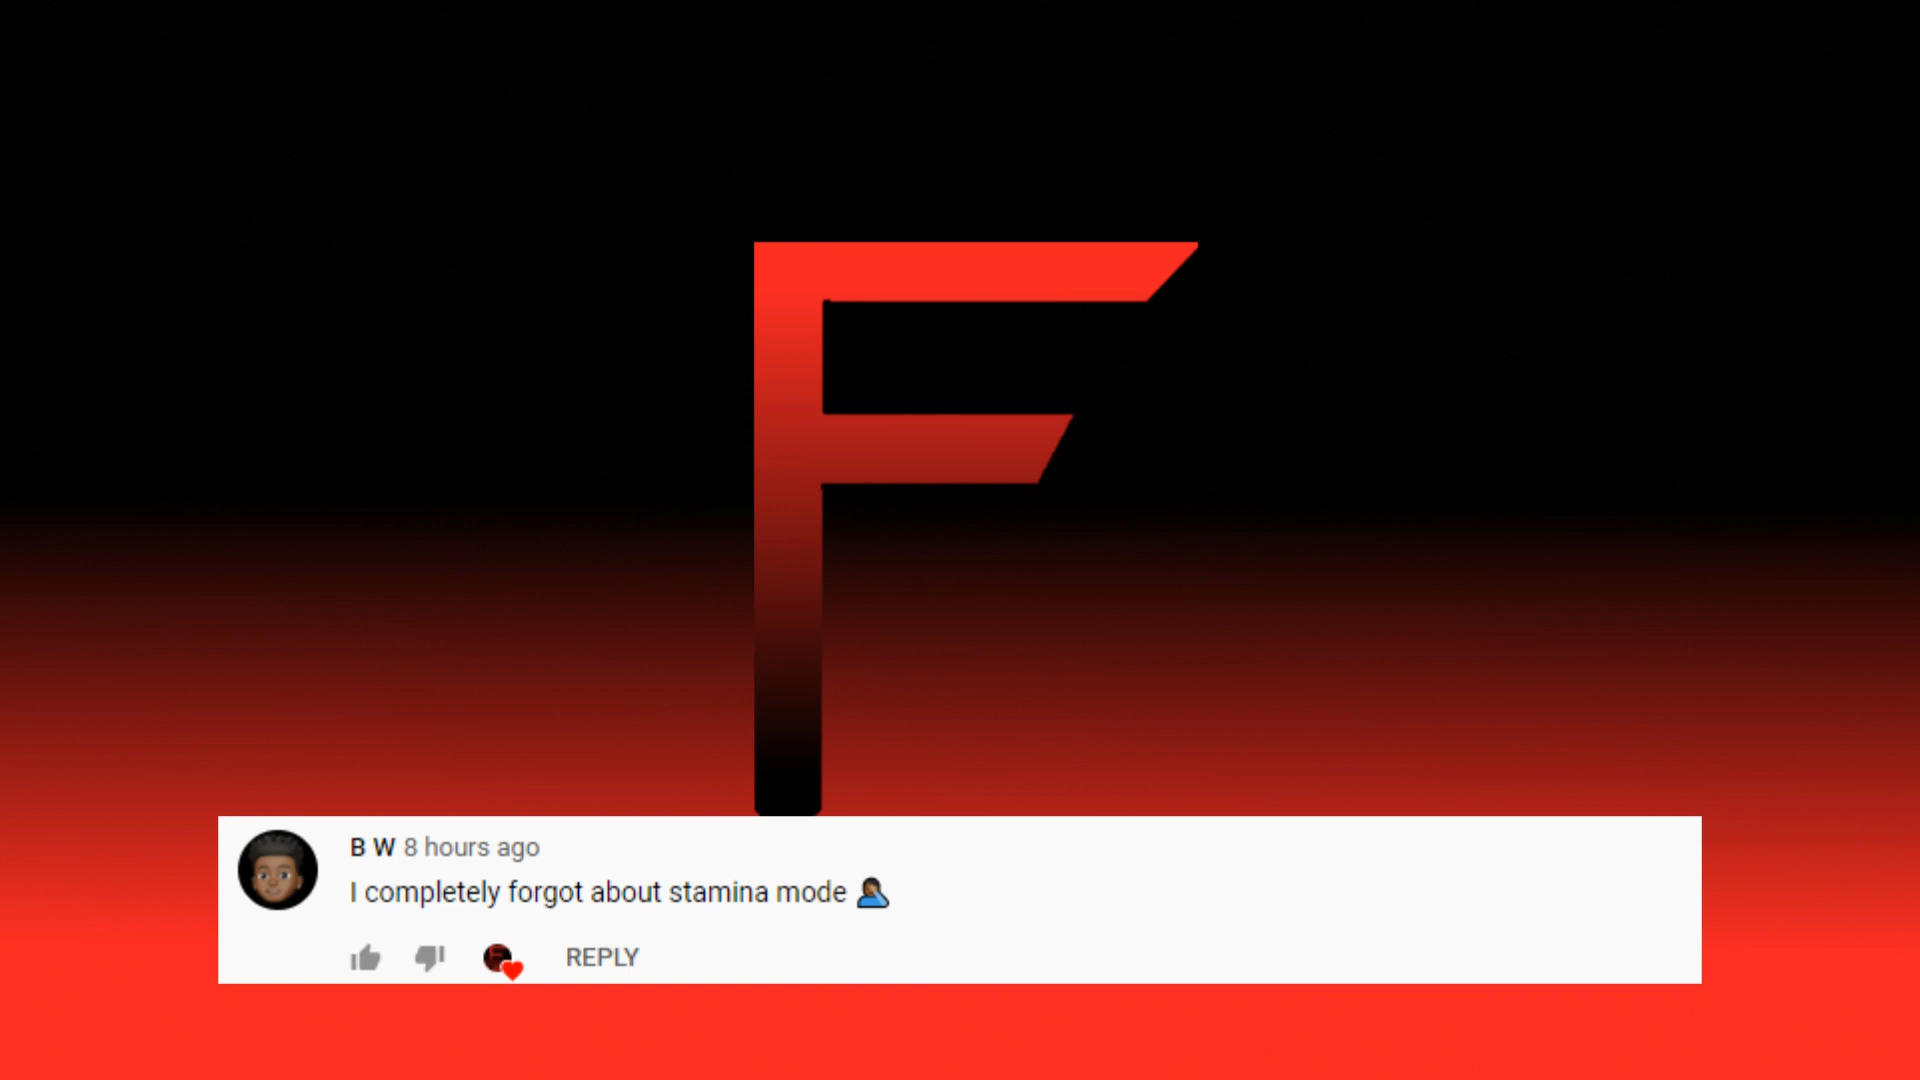 F
B W 8 hours ago
I completely forgot about stamina mode 🤦🏾‍♂️
REPLY